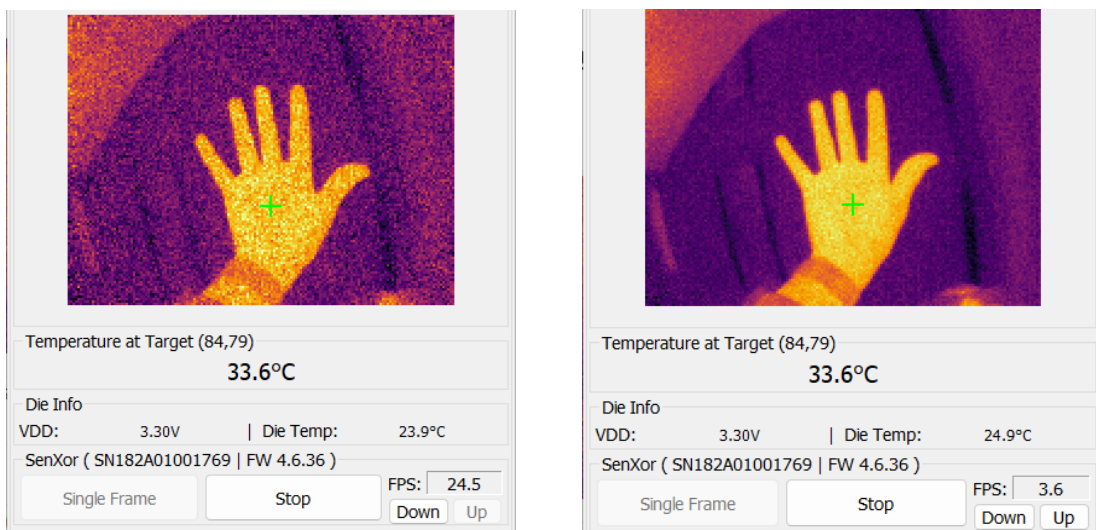 Temperature at Target (84,79)
33.6°C
Die Info
VDD: 3.30V | Die Temp: 23.9°C
SenXor ( SN182A01001769 | FW 4.6.36 )
Single Frame Stop FPS: 24.5
Down Up
Temperature at Target (84,79)
33.6°C
Die Info
VDD: 3.30V | Die Temp: 24.9°C
SenXor ( SN182A01001769 | FW 4.6.36 )
Single Frame Stop FPS: 3.6
Down Up